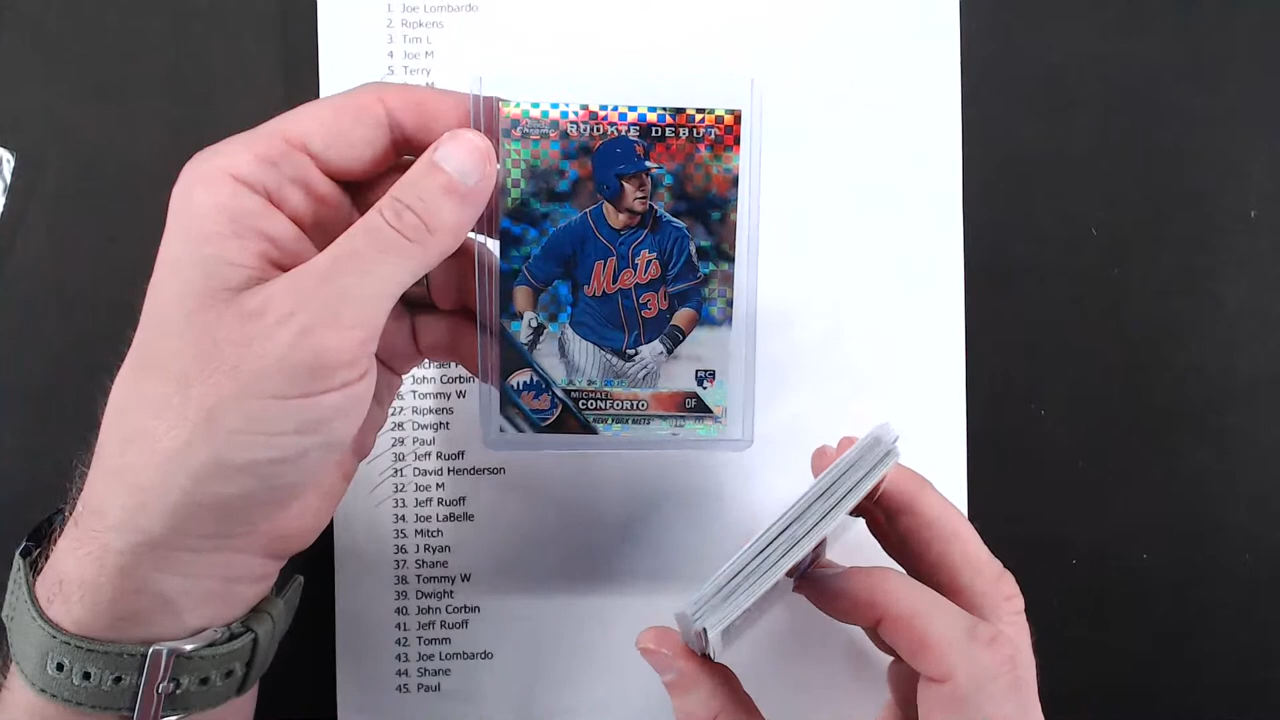 1. Joe Lombardo
2. Ripkens
3. Tim L
4. Joe M
5. Terry
Topps Chrome
ROOKIE DEBUT
Mets
30
JULY 24, 2015
RC
Mets
MICHAEL
CONFORTO
OF
NEW YORK METS
John Corbin
26. Tommy W
27. Ripkens
28. Dwight
29. Paul
30. Jeff Ruoff
31. David Henderson
32. Joe M
33. Jeff Ruoff
34. Joe LaBelle
35. Mitch
36. J Ryan
37. Shane
38. Tommy W
39. Dwight
40. John Corbin
41. Jeff Ruoff
42. Tomm
43. Joe Lombardo
44. Shane
45. Paul